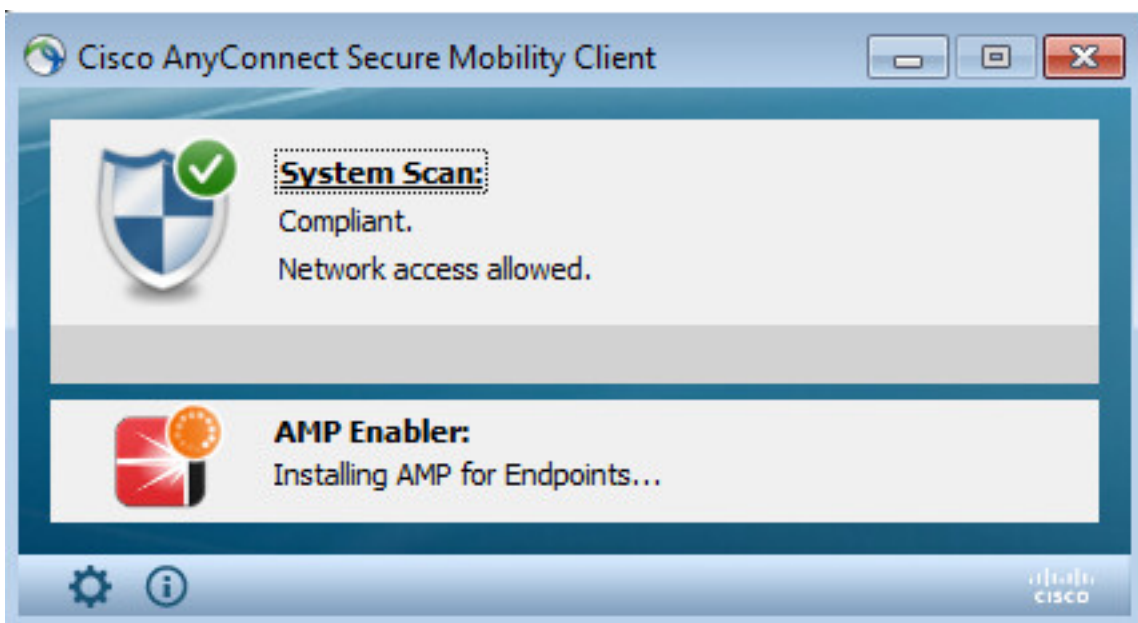 Cisco AnyConnect Secure Mobility Client
System Scan:
Compliant.
Network access allowed.
AMP Enabler:
Installing AMP for Endpoints...
CISCO